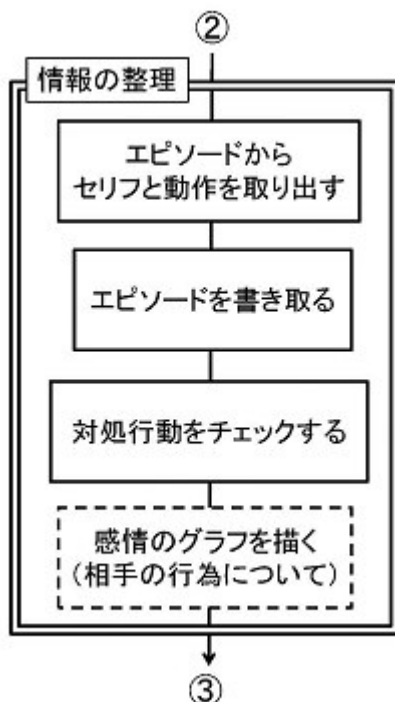 ②
情報の整理
エピソードから
セリフと動作を取り出す
エピソードを書き取る
対処行動をチェックする
感情のグラフを描く
（相手の行為について）
③